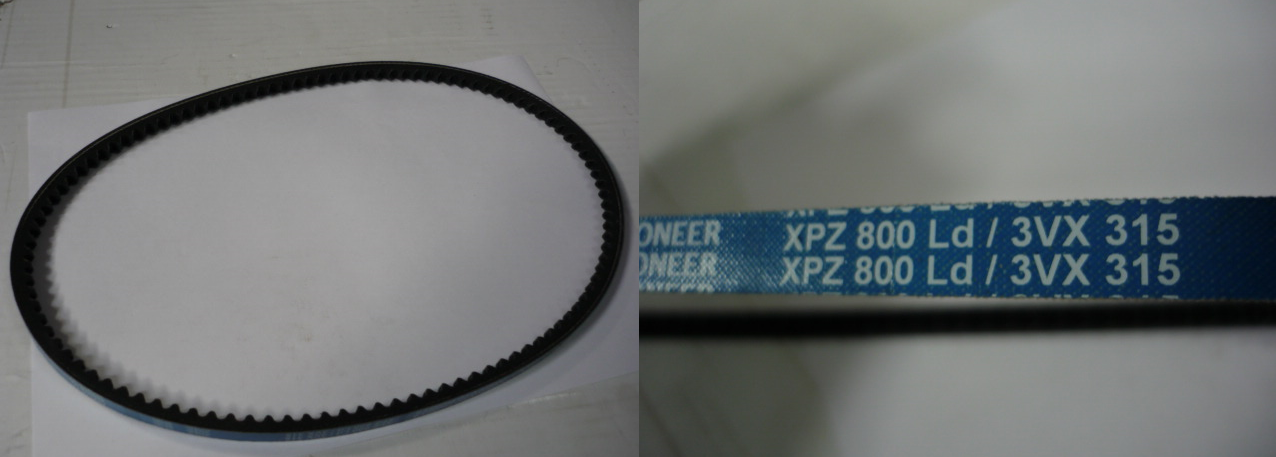 ONEER XPZ 800 Ld / 3VX 315
ONEER XPZ 800 Ld / 3VX 315